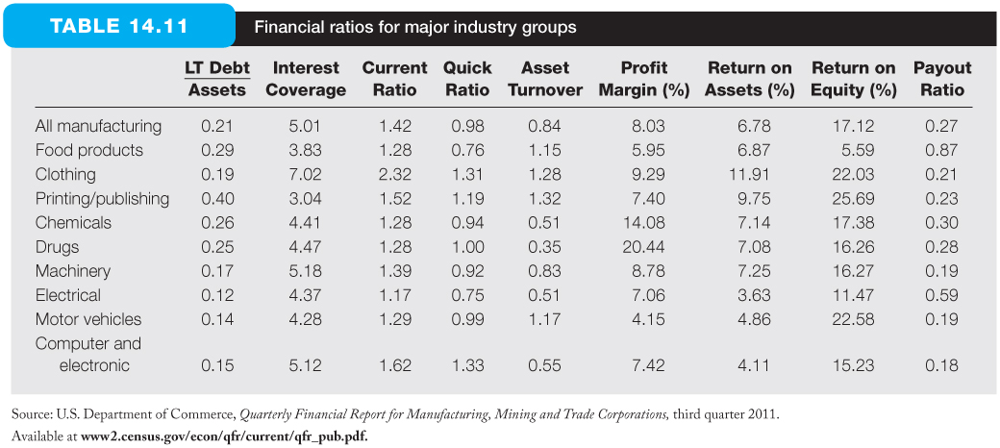 TABLE 14.11 Financial ratios for major industry groups
LT Debt Interest Current Quick Asset Profit Return on Return on Payout
Assets Coverage Ratio Ratio Turnover Margin (%) Assets (%) Equity (%) Ratio
All manufacturing 0.21 5.01 1.42 0.98 0.84 8.03 6.78 17.12 0.27
Food products 0.29 3.83 1.28 0.76 1.15 5.95 6.87 5.59 0.87
Clothing 0.19 7.02 2.32 1.31 1.28 9.29 11.91 22.03 0.21
Printing/publishing 0.40 3.04 1.52 1.19 1.32 7.40 9.75 25.69 0.23
Chemicals 0.26 4.41 1.28 0.94 0.51 14.08 7.14 17.38 0.30
Drugs 0.25 4.47 1.28 1.00 0.35 20.44 7.08 16.26 0.28
Machinery 0.17 5.18 1.39 0.92 0.83 8.78 7.25 16.27 0.19
Electrical 0.12 4.37 1.17 0.75 0.51 7.06 3.63 11.47 0.59
Motor vehicles 0.14 4.28 1.29 0.99 1.17 4.15 4.86 22.58 0.19
Computer and
electronic 0.15 5.12 1.62 1.33 0.55 7.42 4.11 15.23 0.18
Source: U.S. Department of Commerce, Quarterly Financial Report for Manufacturing, Mining and Trade Corporations, third quarter 2011.
Available at www2.census.gov/econ/qfr/current/qfr_pub.pdf.